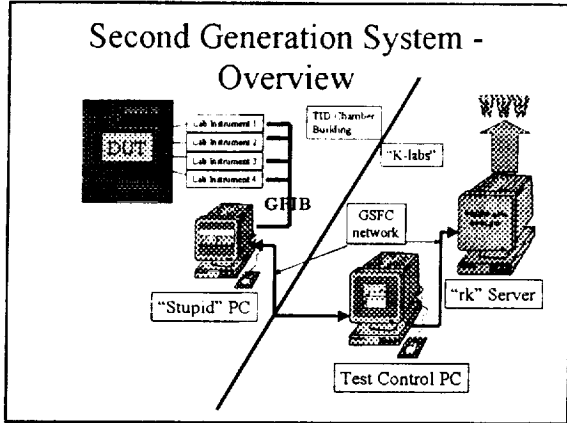 Second Generation System -
Overview
DUT
Lab Instrument 1
Lab Instrument 2
Lab Instrument 3
Lab Instrument 4
GPIB
TID Chamber
Building
"K-labs"
WWW
GSFC
network
"Stupid" PC
"rk" Server
Test Control PC